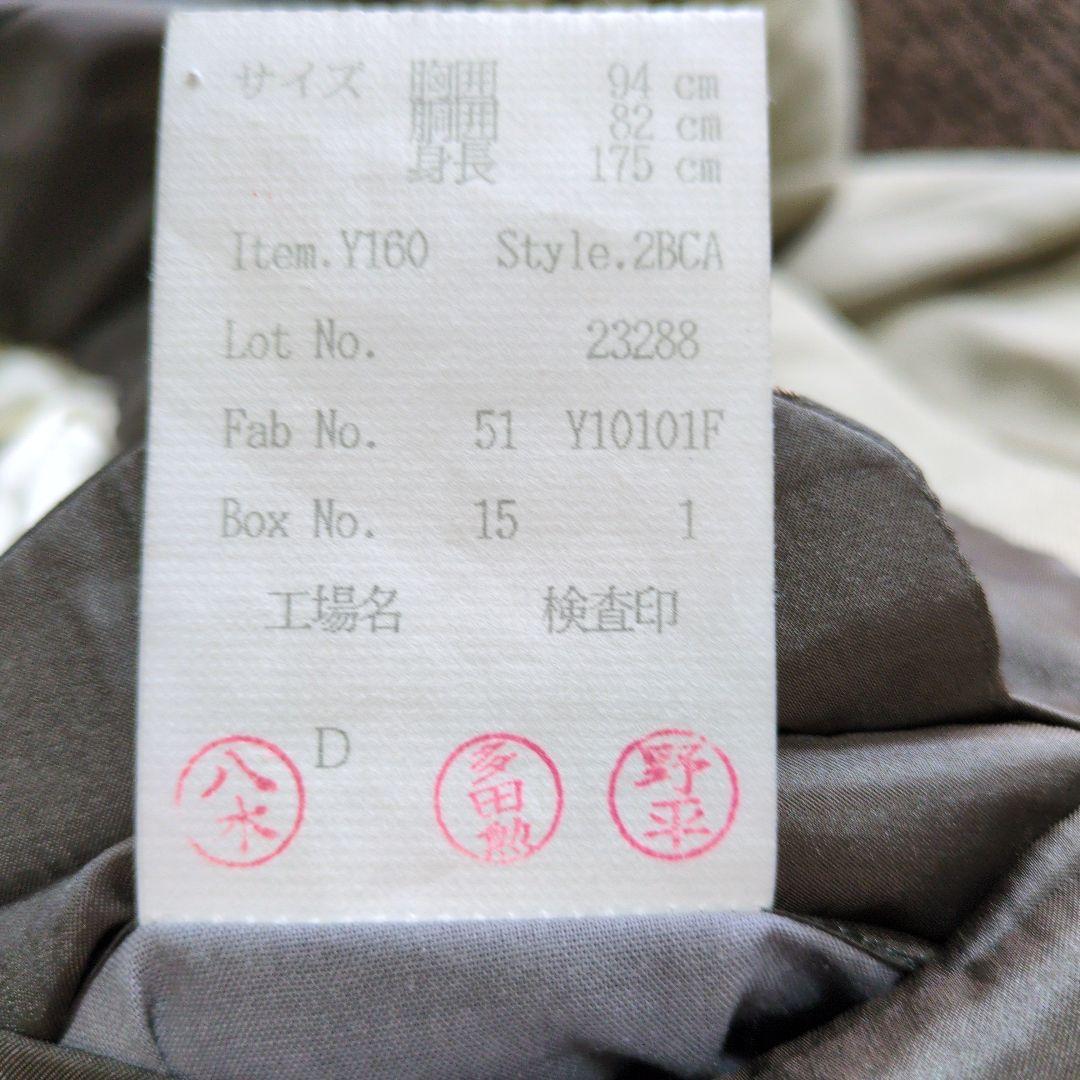 サイズ 胸囲 94 cm
胴囲 82 cm
身長 175 cm
Item.Y160 Style.2BCA
Lot No. 23288
Fab No. 51 Y10101F
Box No. 15 1
工場名 検査印
D
八木
多田
野平